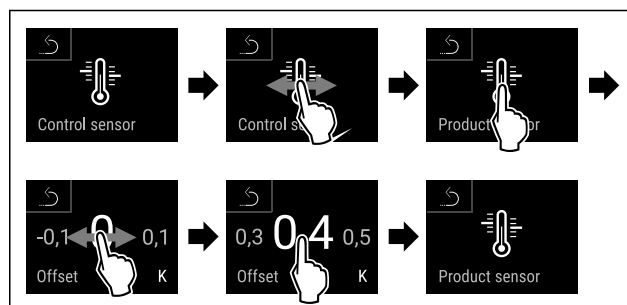 Control sensor
Control s
Product or
-0,1 0 0,1
Offset K
0,3 0,4 0,5
Offset K
Product sensor